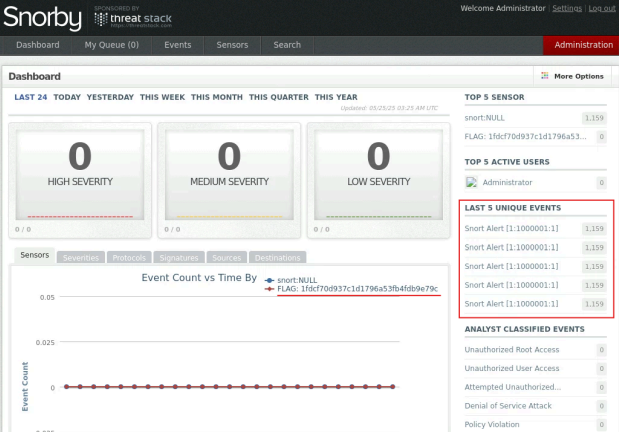 Snorby
SPONSORED BY
threat stack
https://threatstack.com
Welcome Administrator | Settings | Log out
Dashboard My Queue (0) Events Sensors Search Administration
Dashboard
More Options
LAST 24 TODAY YESTERDAY THIS WEEK THIS MONTH THIS QUARTER THIS YEAR
Updated: 05/25/25 03:25 AM UTC
0 0 0
HIGH SEVERITY MEDIUM SEVERITY LOW SEVERITY
0 / 0 0 / 0 0 / 0
Sensors Severities Protocols Signatures Sources Destinations
Event Count vs Time By
snort:NULL
FLAG: 1fdcf70d937c1d1796a53fb4fdb9e79c
0.05
0.025
0
Event Count
TOP 5 SENSOR
snort:NULL 1,159
FLAG: 1fdcf70d937c1d1796a53... 0
TOP 5 ACTIVE USERS
Administrator 0
LAST 5 UNIQUE EVENTS
Snort Alert [1:1000001:1] 1,159
Snort Alert [1:1000001:1] 1,159
Snort Alert [1:1000001:1] 1,159
Snort Alert [1:1000001:1] 1,159
Snort Alert [1:1000001:1] 1,159
ANALYST CLASSIFIED EVENTS
Unauthorized Root Access 0
Unauthorized User Access 0
Attempted Unauthorized... 0
Denial of Service Attack 0
Policy Violation 0